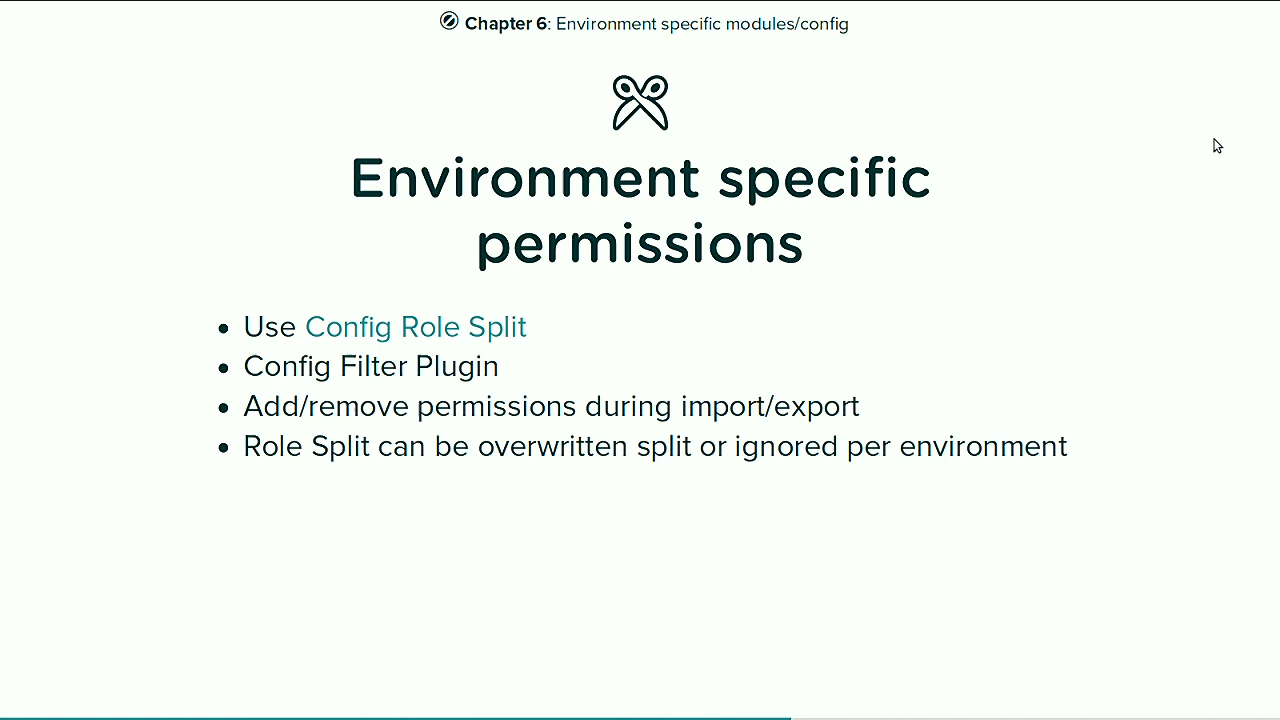 Chapter 6: Environment specific modules/config
Environment specific
permissions
Use Config Role Split
Config Filter Plugin
Add/remove permissions during import/export
Role Split can be overwritten split or ignored per environment